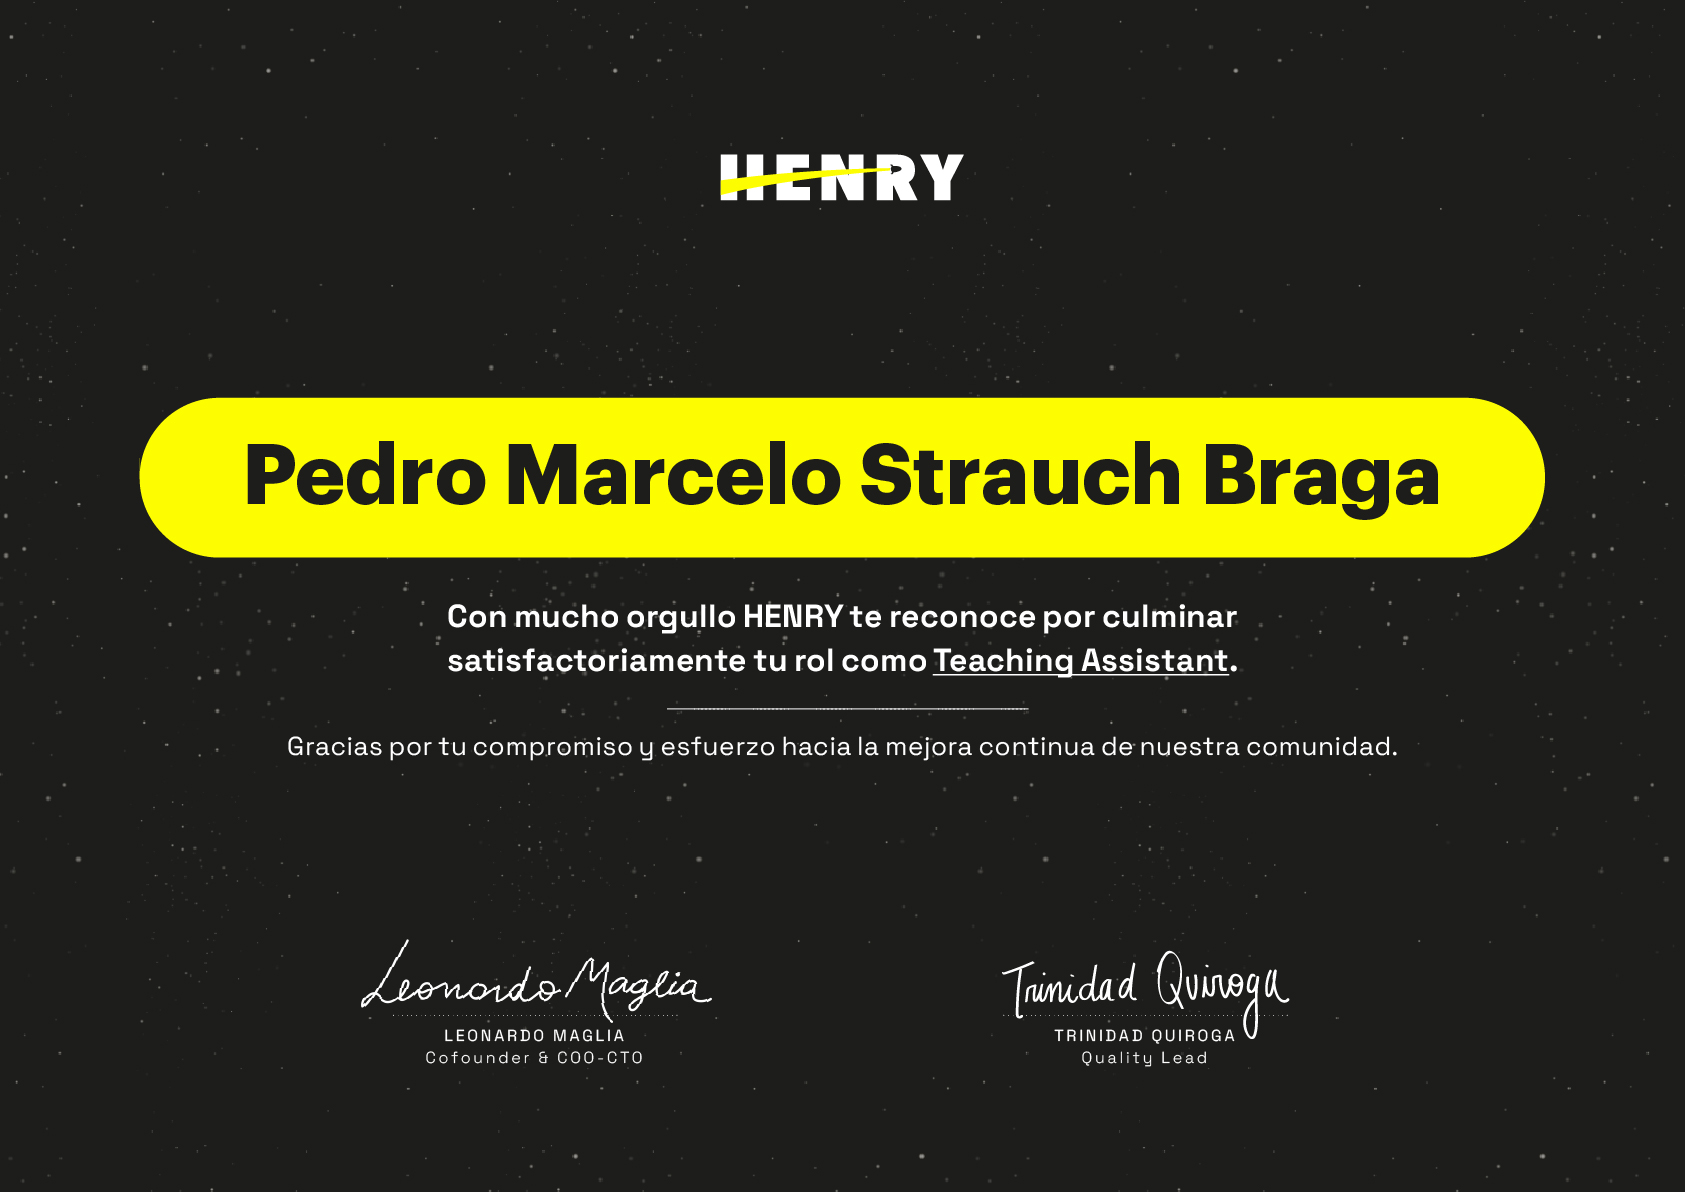 HENRY
Pedro Marcelo Strauch Braga
Con mucho orgullo HENRY te reconoce por culminar
satisfactoriamente tu rol como Teaching Assistant.
Gracias por tu compromiso y esfuerzo hacia la mejora continua de nuestra comunidad.
Leonardo Maglia
LEONARDO MAGLIA
Cofounder & COO-CTO
Trinidad Quiroga
TRINIDAD QUIROGA
Quality Lead